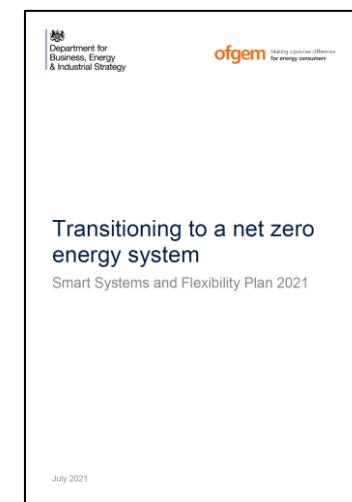 Department for
Business, Energy
& Industrial Strategy
ofgem
Making a positive difference
for energy consumers
Transitioning to a net zero
energy system
Smart Systems and Flexibility Plan 2021
July 2021